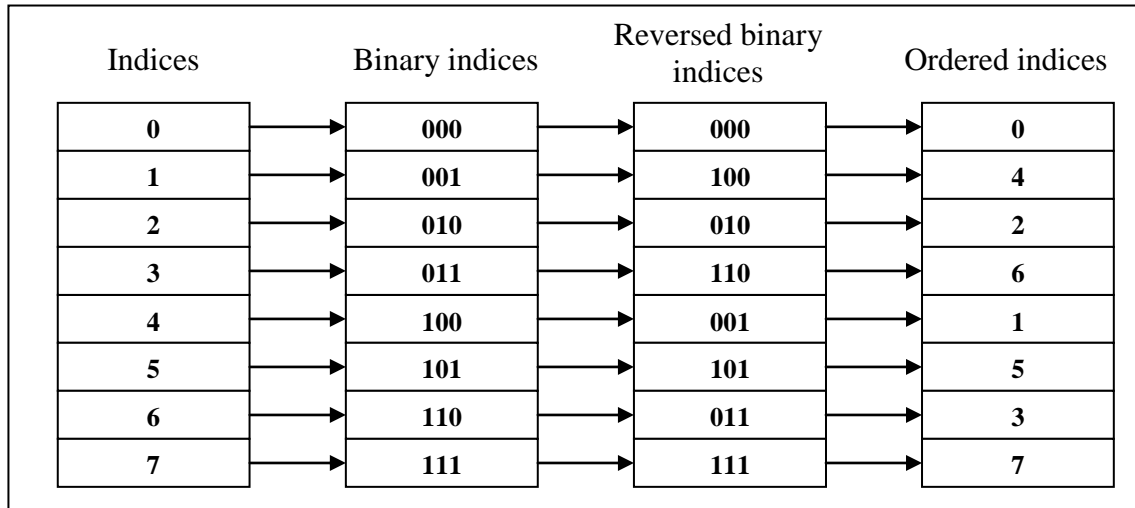 Indices Binary indices Reversed binary indices Ordered indices
0 000 000 0
1 001 100 4
2 010 010 2
3 011 110 6
4 100 001 1
5 101 101 5
6 110 011 3
7 111 111 7